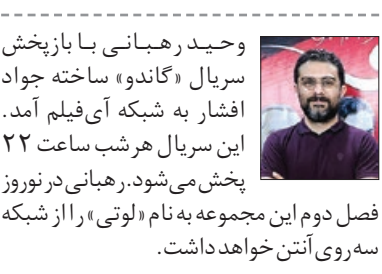 وحید رهبانی با بازپخش
سریال «گاندو» ساخته جواد
افشار به شبکه آی‌فیلم آمد.
این سریال هر شب ساعت ۲۲
پخش می‌شود. رهبانی در نوروز
فصل دوم این مجموعه به نام «لوتی» را از شبکه
سه روی آنتن خواهد داشت.